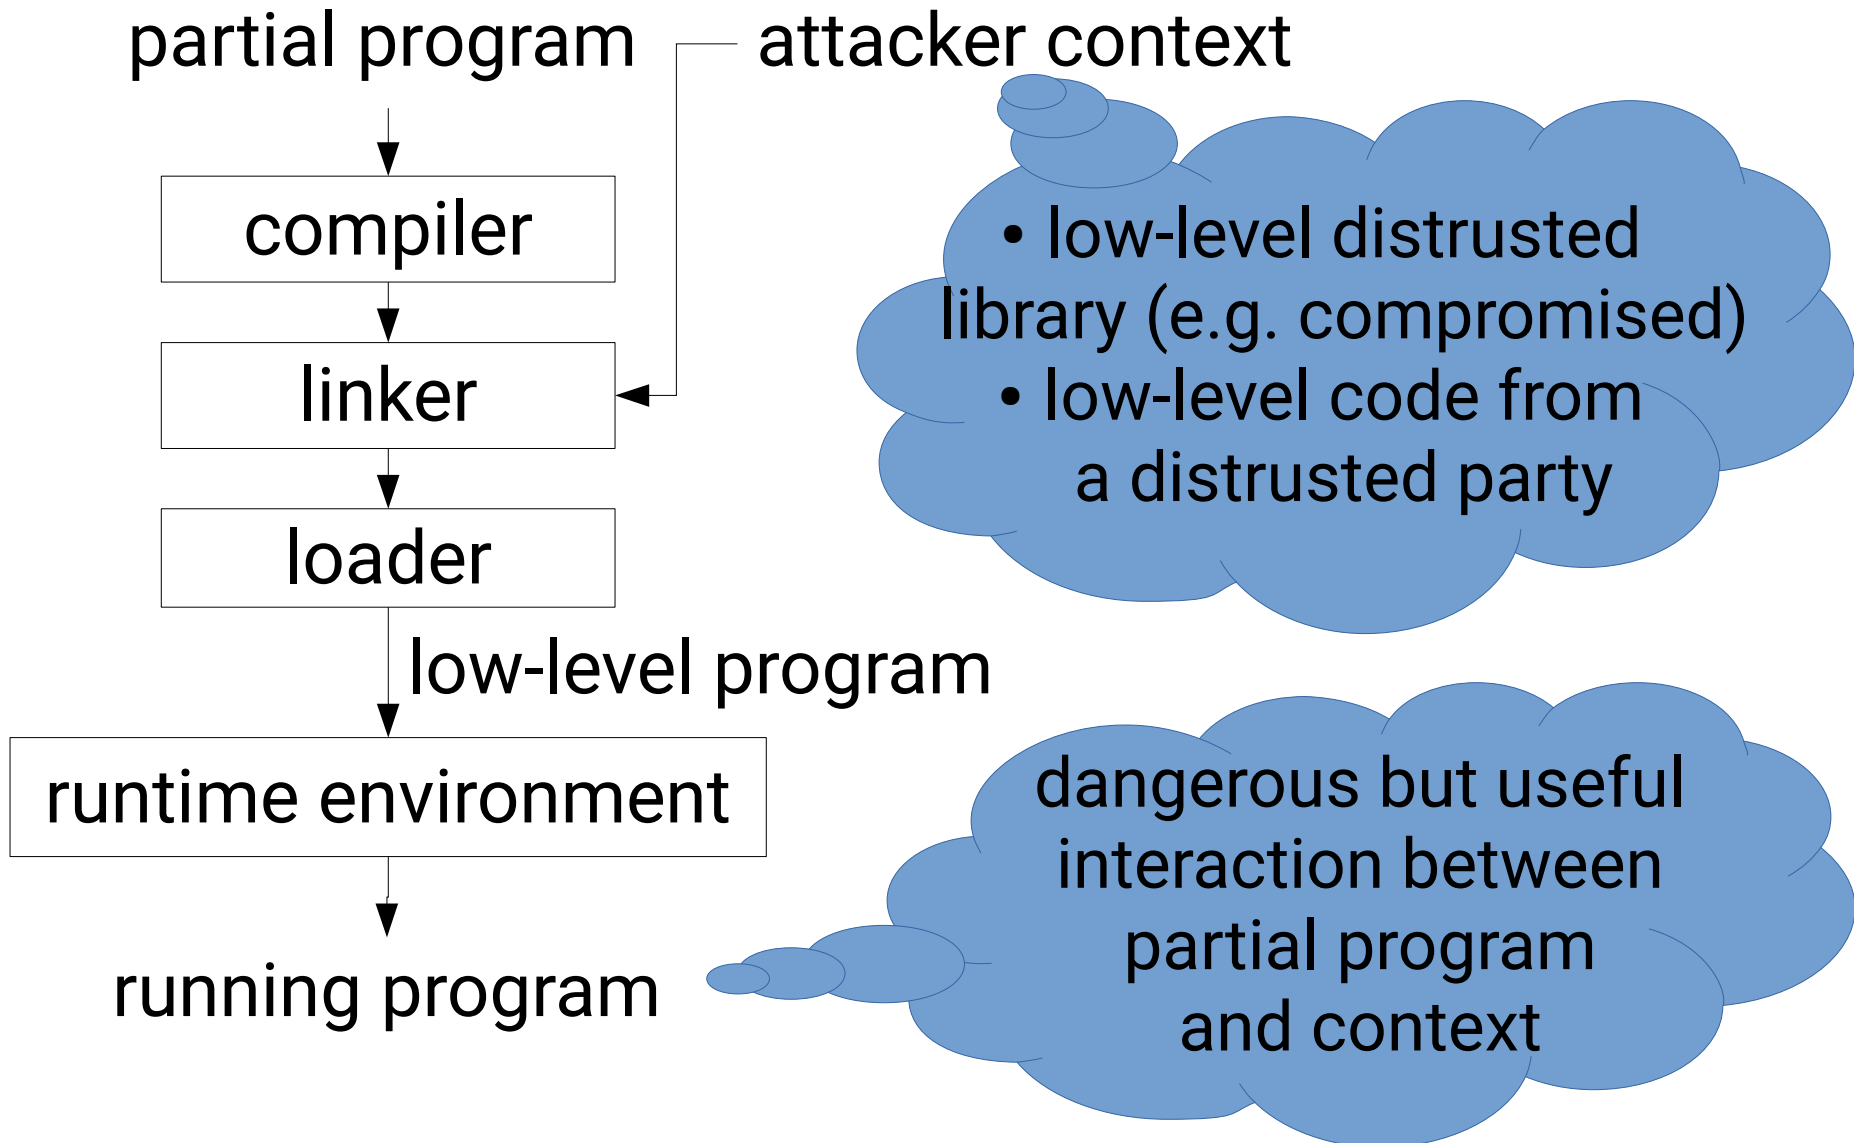 partial program
attacker context
compiler
linker
loader
low-level program
runtime environment
running program
• low-level distrusted
library (e.g. compromised)
• low-level code from
a distrusted party
dangerous but useful
interaction between
partial program
and context